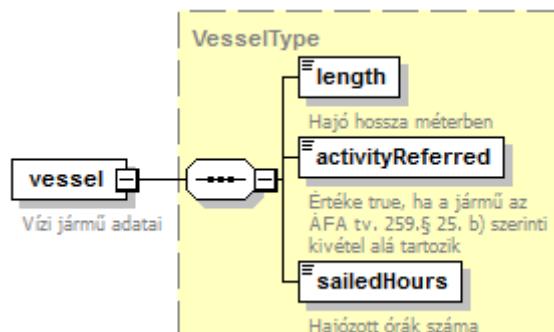 VesselType
length
Hajó hossza méterben
activityReferred
vessel
Vízi jármű adatai
Értéke true, ha a jármű az
ÁFA tv. 259.§ 25. b) szerinti
kivétel alá tartozik
sailedHours
Hajózott órák száma